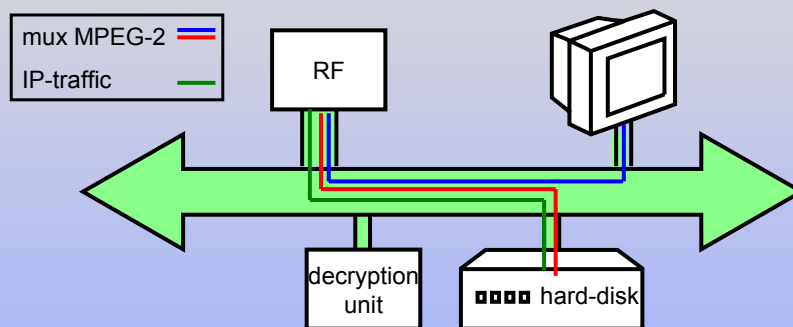 mux MPEG-2
IP-traffic
RF
decryption
unit
hard-disk